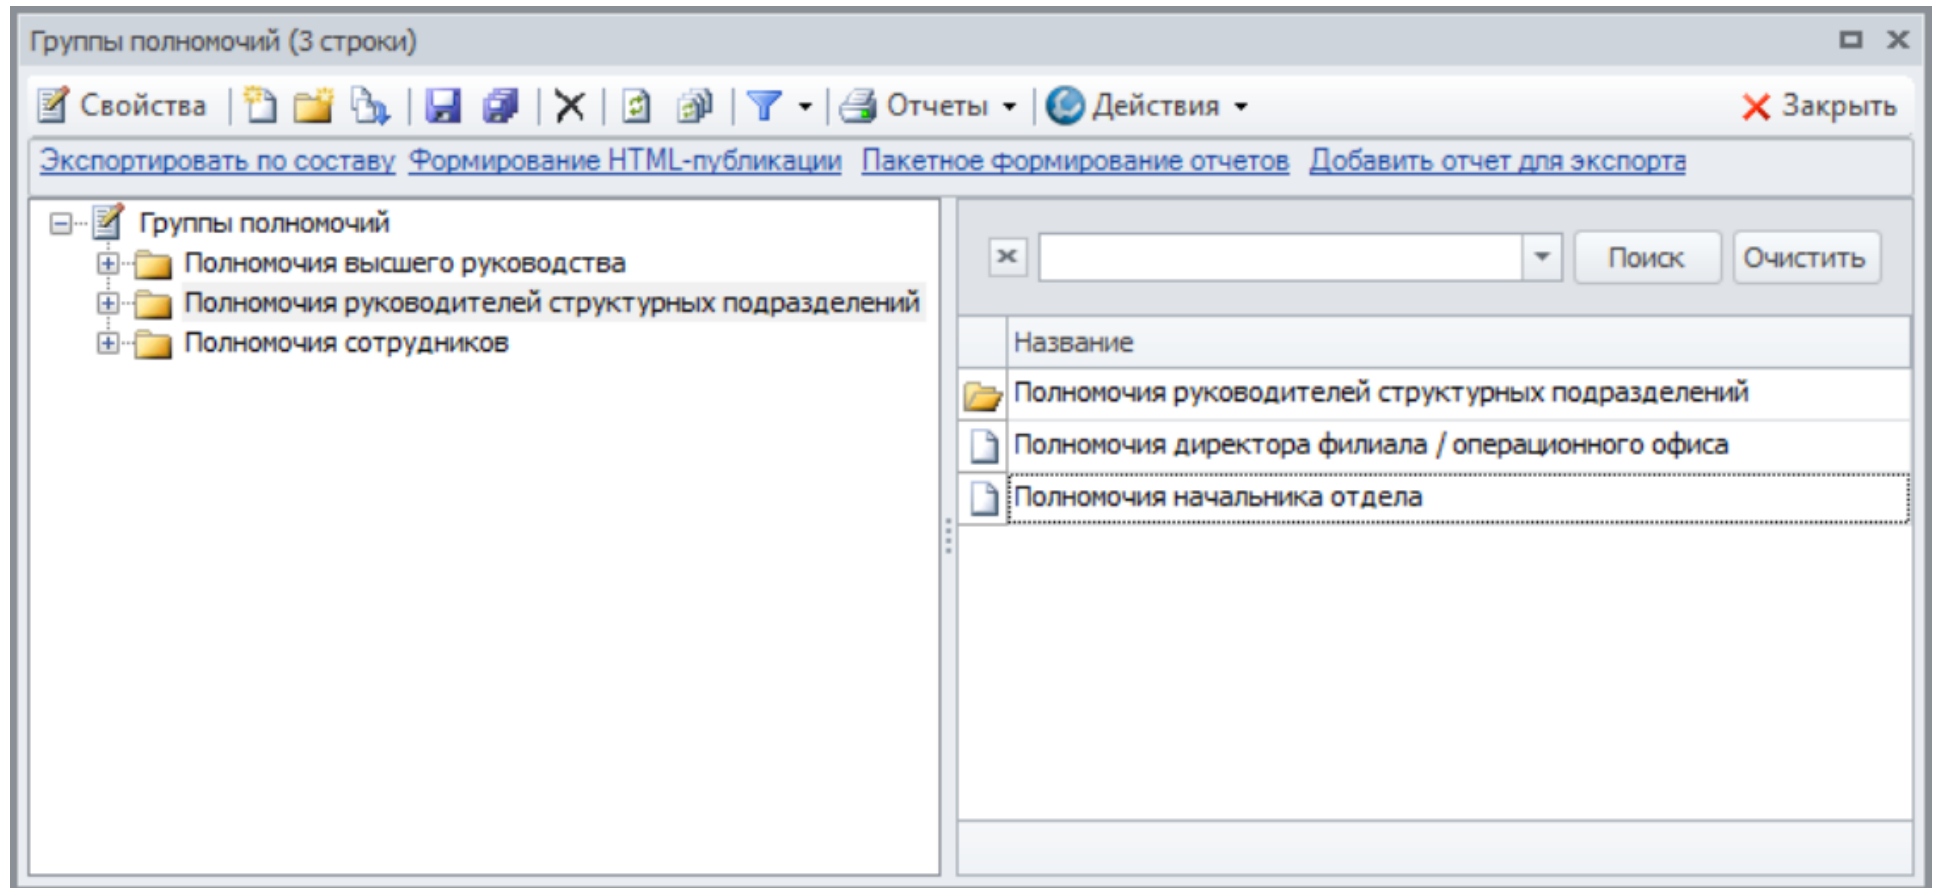 Группы полномочий (3 строки)
Свойства Отчеты Действия Закрыть
Экспортировать по составу Формирование HTML-публикации Пакетное формирование отчетов Добавить отчет для экспорта
Группы полномочий
Полномочия высшего руководства
Полномочия руководителей структурных подразделений
Полномочия сотрудников
Поиск Очистить
Название
Полномочия руководителей структурных подразделений
Полномочия директора филиала / операционного офиса
Полномочия начальника отдела